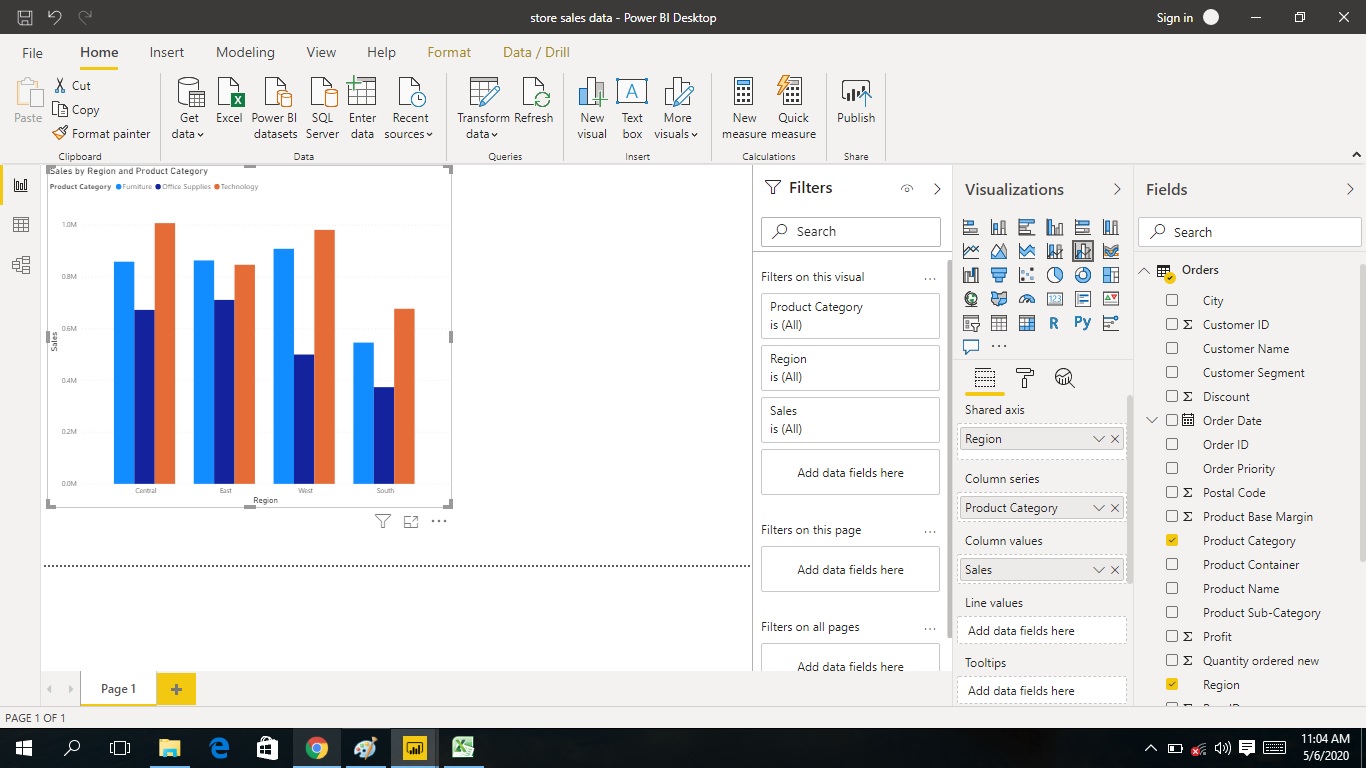 store sales data - Power BI Desktop
Sign in
File Home Insert Modeling View Help Format Data / Drill
Paste
Cut
Copy
Format painter
Clipboard
Get data
Excel
Power BI datasets
SQL Server
Enter data
Recent sources
Data
Transform data
Refresh
Queries
New visual
Text box
More visuals
Insert
New measure
Quick measure
Calculations
Publish
Share
Sales by Region and Product Category
Product Category Furniture Office Supplies Technology
1.0M
0.8M
0.6M
0.4M
0.2M
0.0M
Sales
Central East West South
Region
Page 1
PAGE 1 OF 1
Filters
Search
Filters on this visual
Product Category
is (All)
Region
is (All)
Sales
is (All)
Add data fields here
Filters on this page
Add data fields here
Filters on all pages
Add data fields here
Visualizations
123
R
Py
Shared axis
Region
Column series
Product Category
Column values
Sales
Line values
Add data fields here
Tooltips
Add data fields here
Fields
Search
Orders
City
Σ Customer ID
Customer Name
Customer Segment
Σ Discount
Order Date
Order ID
Order Priority
Σ Postal Code
Σ Product Base Margin
Product Category
Product Container
Product Name
Product Sub-Category
Σ Profit
Σ Quantity ordered new
Region
11:04 AM
5/6/2020